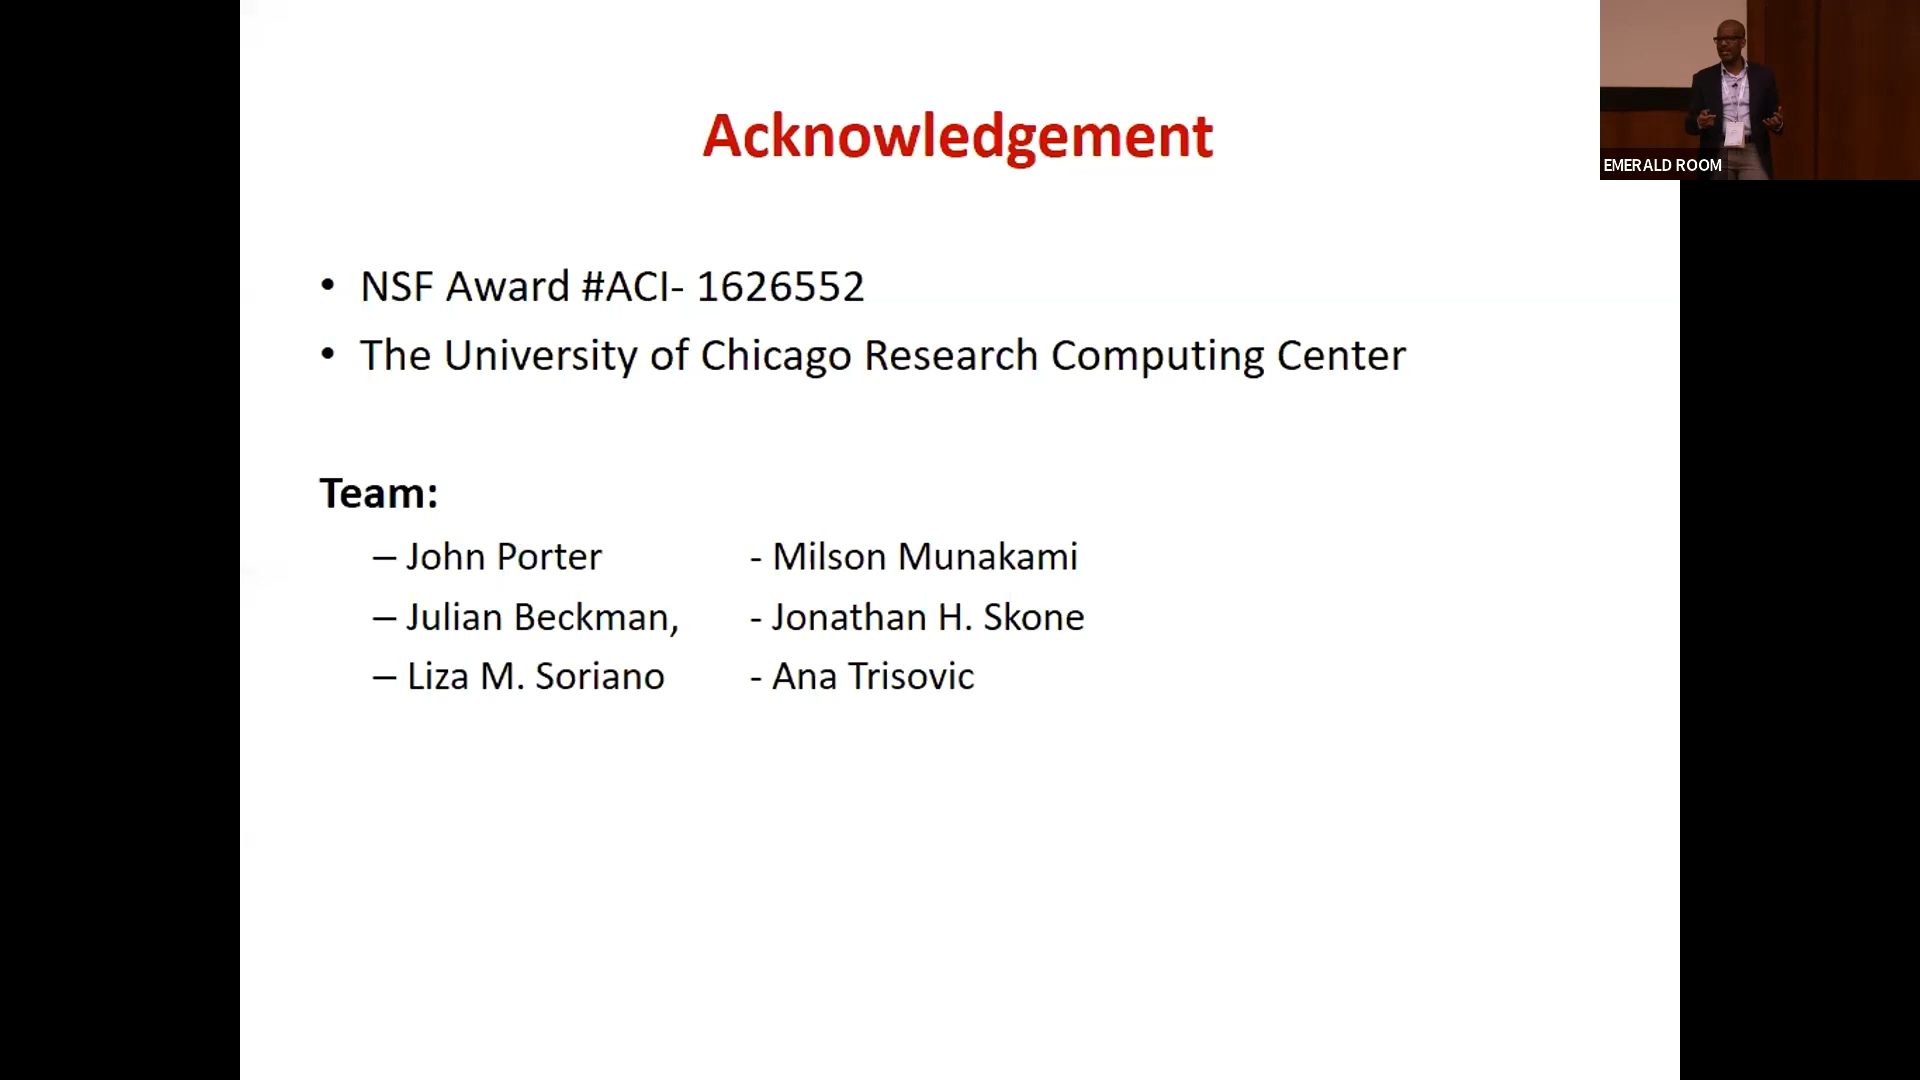 Acknowledgement
EMERALD ROOM
• NSF Award #ACI- 1626552
• The University of Chicago Research Computing Center
Team:
– John Porter - Milson Munakami
– Julian Beckman, - Jonathan H. Skone
– Liza M. Soriano - Ana Trisovic